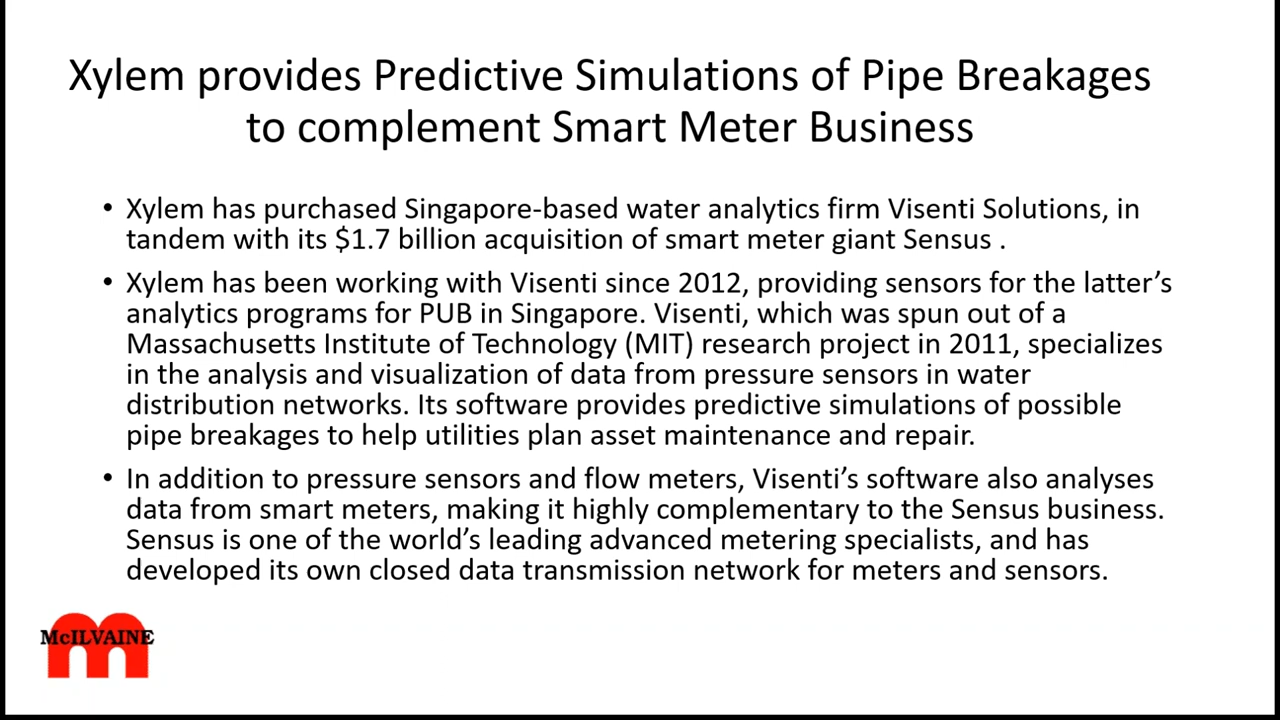 Xylem provides Predictive Simulations of Pipe Breakages
to complement Smart Meter Business
• Xylem has purchased Singapore-based water analytics firm Visenti Solutions, in
tandem with its $1.7 billion acquisition of smart meter giant Sensus .
• Xylem has been working with Visenti since 2012, providing sensors for the latter’s
analytics programs for PUB in Singapore. Visenti, which was spun out of a
Massachusetts Institute of Technology (MIT) research project in 2011, specializes
in the analysis and visualization of data from pressure sensors in water
distribution networks. Its software provides predictive simulations of possible
pipe breakages to help utilities plan asset maintenance and repair.
• In addition to pressure sensors and flow meters, Visenti’s software also analyses
data from smart meters, making it highly complementary to the Sensus business.
Sensus is one of the world’s leading advanced metering specialists, and has
developed its own closed data transmission network for meters and sensors.
McILVAINE